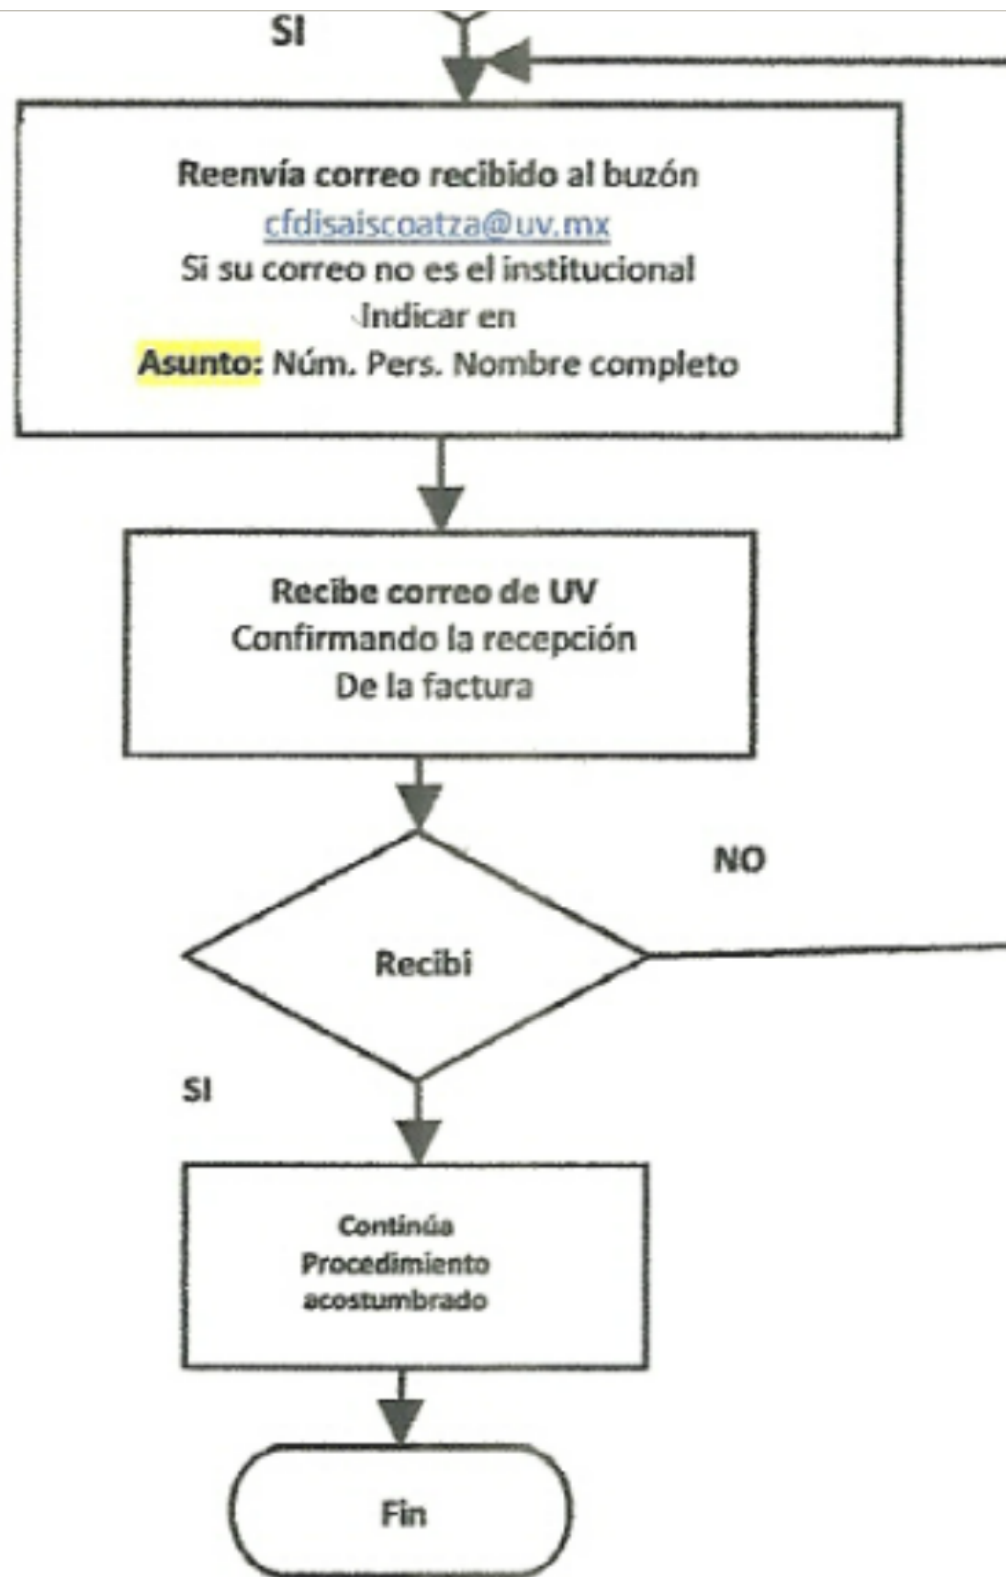 SI
Reenvía correo recibido al buzón
cfdisaiscoatza@uv.mx
Si su correo no es el institucional
Indicar en
Asunto: Núm. Pers. Nombre completo
Recibe correo de UV
Confirmando la recepción
De la factura
NO
Recibi
SI
Continúa
Procedimiento
acostumbrado
Fin